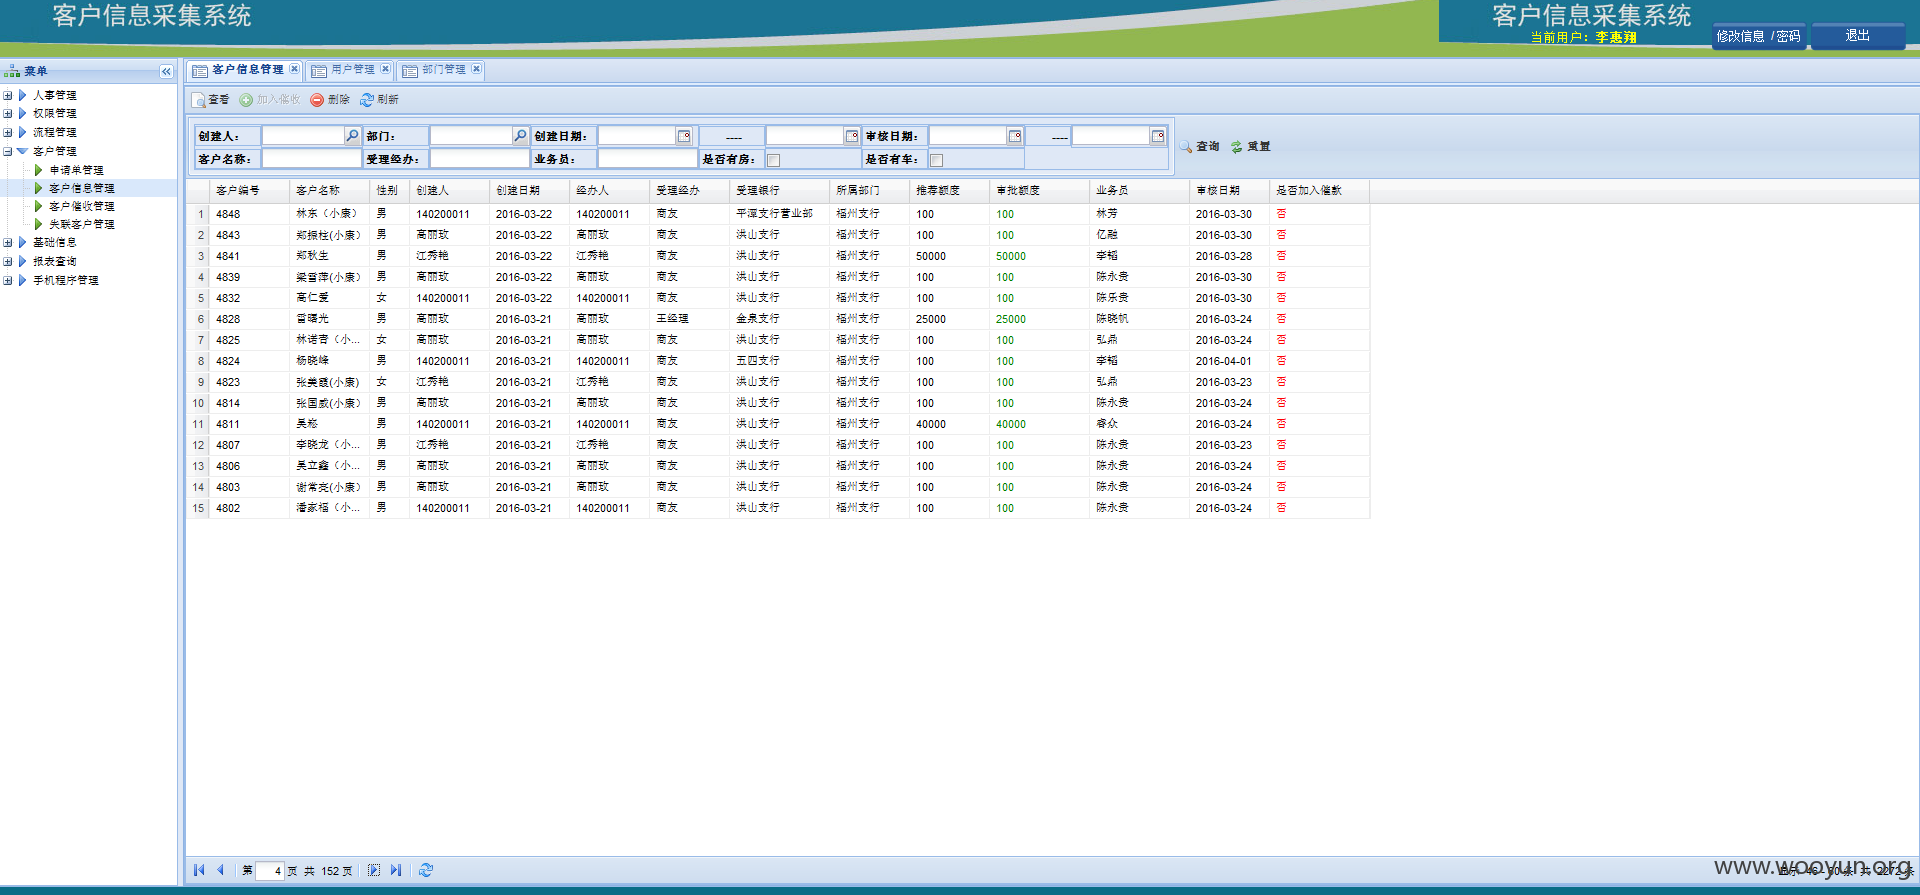 客户信息采集系统
客户信息采集系统
当前用户：李惠翔
修改信息 /密码
退出
菜单
人事管理
权限管理
流程管理
客户管理
申请单管理
客户信息管理
客户催收管理
失联客户管理
基础信息
报表查询
手机程序管理
客户信息管理 用户管理 部门管理
查看 加入催收 删除 刷新
创建人： 部门： 创建日期： ---- 审核日期： ----
客户名称： 受理经办： 业务员： 是否有房： 是否有车：
查询 重置
客户编号 客户名称 性别 创建人 创建日期 经办人 受理经办 受理银行 所属部门 推荐额度 审批额度 业务员 审核日期 是否加入催款
1 4848 林东（小康） 男 140200011 2016-03-22 140200011 商友 平潭支行营业部 福州支行 100 100 林芳 2016-03-30 否
2 4843 郑振柱(小康） 男 高丽玫 2016-03-22 高丽玫 商友 洪山支行 福州支行 100 100 亿融 2016-03-30 否
3 4841 郑秋生 男 江秀艳 2016-03-22 江秀艳 商友 洪山支行 福州支行 50000 50000 李韬 2016-03-28 否
4 4839 梁雪萍(小康） 男 高丽玫 2016-03-22 高丽玫 商友 洪山支行 福州支行 100 100 陈永贵 2016-03-30 否
5 4832 高仁爱 女 140200011 2016-03-22 140200011 商友 洪山支行 福州支行 100 100 陈乐贵 2016-03-30 否
6 4828 雷曙光 男 高丽玫 2016-03-21 高丽玫 王经理 金泉支行 福州支行 25000 25000 陈晓帆 2016-03-24 否
7 4825 林诺青（小... 女 高丽玫 2016-03-21 高丽玫 商友 洪山支行 福州支行 100 100 弘鼎 2016-03-24 否
8 4824 杨晓峰 男 140200011 2016-03-21 140200011 商友 五四支行 福州支行 100 100 李韬 2016-04-01 否
9 4823 张美霞(小康) 女 江秀艳 2016-03-21 江秀艳 商友 洪山支行 福州支行 100 100 弘鼎 2016-03-23 否
10 4814 张国威(小康） 男 高丽玫 2016-03-21 高丽玫 商友 洪山支行 福州支行 100 100 陈永贵 2016-03-24 否
11 4811 吴崧 男 140200011 2016-03-21 140200011 商友 洪山支行 福州支行 40000 40000 睿众 2016-03-24 否
12 4807 李晓龙（小... 男 江秀艳 2016-03-21 江秀艳 商友 洪山支行 福州支行 100 100 陈永贵 2016-03-23 否
13 4806 吴立鑫（小... 男 高丽玫 2016-03-21 高丽玫 商友 洪山支行 福州支行 100 100 陈永贵 2016-03-24 否
14 4803 谢常亮(小康） 男 高丽玫 2016-03-21 高丽玫 商友 洪山支行 福州支行 100 100 陈永贵 2016-03-24 否
15 4802 潘家福（小... 男 140200011 2016-03-21 140200011 商友 洪山支行 福州支行 100 100 陈永贵 2016-03-24 否
第 4 页 共 152 页
显示 46 - 60 条 共 2272 条
www.wooyun.org